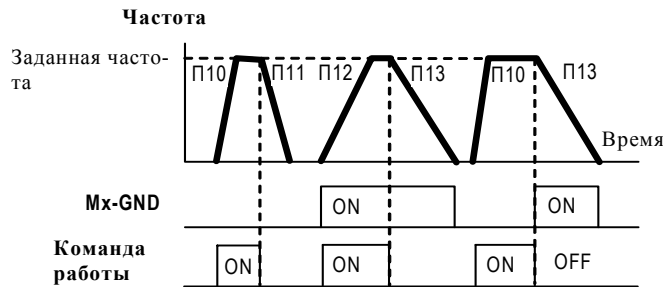 Частота
Заданная часто-
та
П10 П11 П12 П13 П10 П13
Время
Mx-GND
ON ON
Команда
работы
ON ON ON OFF